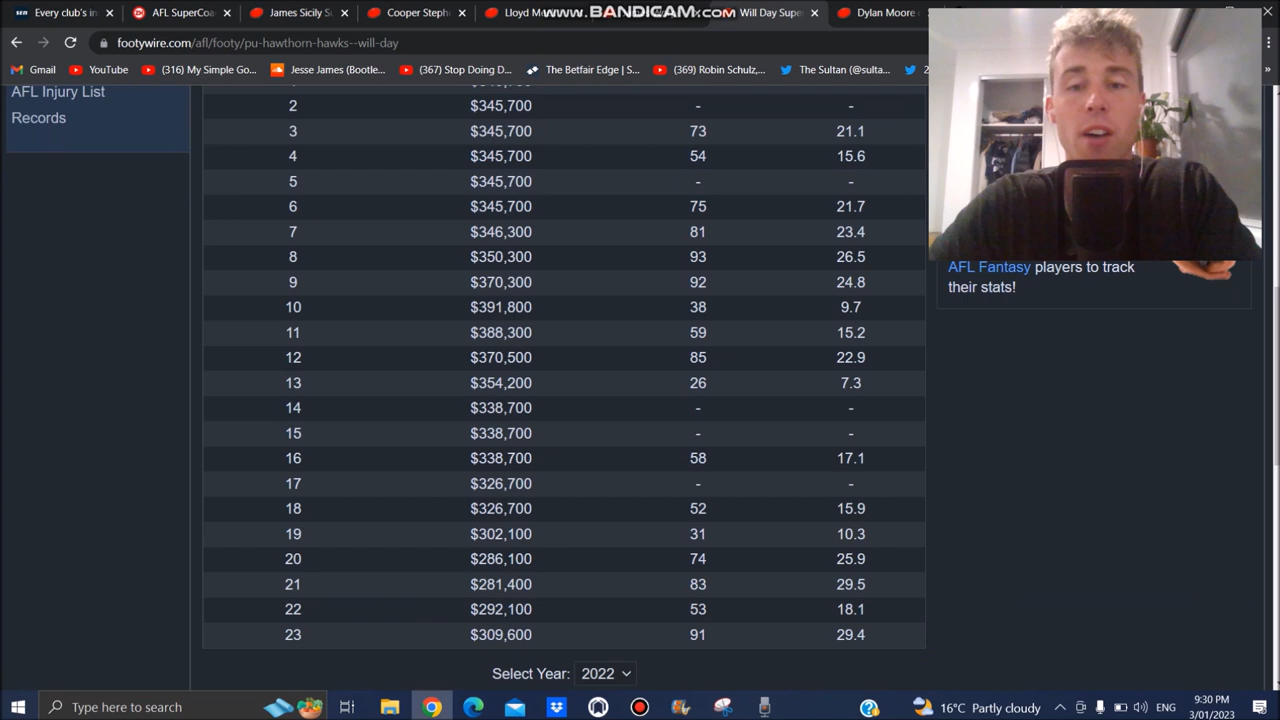 Every club's in
AFL SuperCoa
James Sicily S
Cooper Steph
Lloyd M
WWW.BANDICAM.COM
Will Day Supe
Dylan Moore
footywire.com/afl/footy/pu-hawthorn-hawks--will-day
Gmail
YouTube
(316) My Simple Go...
Jesse James (Bootle...
(367) Stop Doing D...
The Betfair Edge | S...
(369) Robin Schulz,...
The Sultan (@sulta...
2
»
AFL Injury List
Records
2 $345,700 - -
3 $345,700 73 21.1
4 $345,700 54 15.6
5 $345,700 - -
6 $345,700 75 21.7
7 $346,300 81 23.4
8 $350,300 93 26.5
9 $370,300 92 24.8
10 $391,800 38 9.7
11 $388,300 59 15.2
12 $370,500 85 22.9
13 $354,200 26 7.3
14 $338,700 - -
15 $338,700 - -
16 $338,700 58 17.1
17 $326,700 - -
18 $326,700 52 15.9
19 $302,100 31 10.3
20 $286,100 74 25.9
21 $281,400 83 29.5
22 $292,100 53 18.1
23 $309,600 91 29.4
Select Year: 2022
AFL Fantasy players to track
their stats!
Type here to search
16°C Partly cloudy
ENG
9:30 PM
3/01/2023